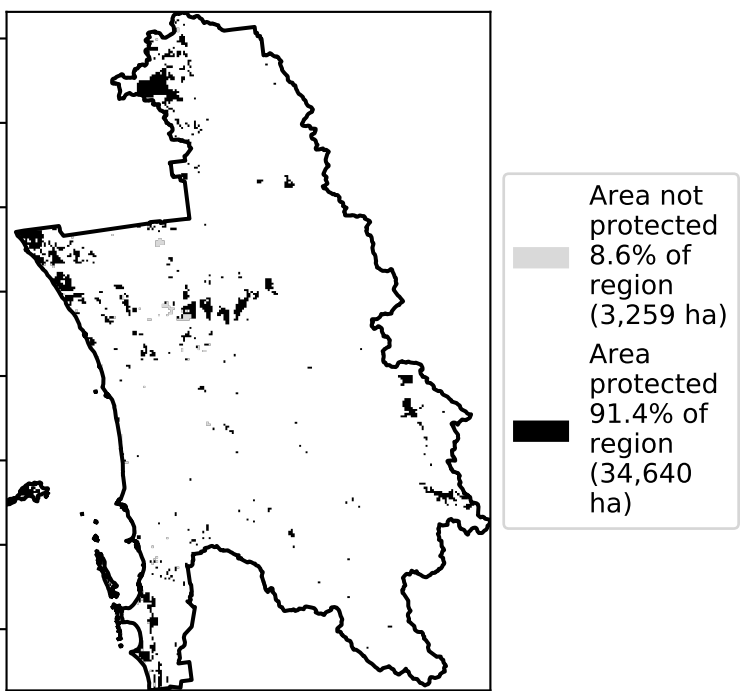 Area not
protected
8.6% of
region
(3,259 ha)
Area
protected
91.4% of
region
(34,640
ha)